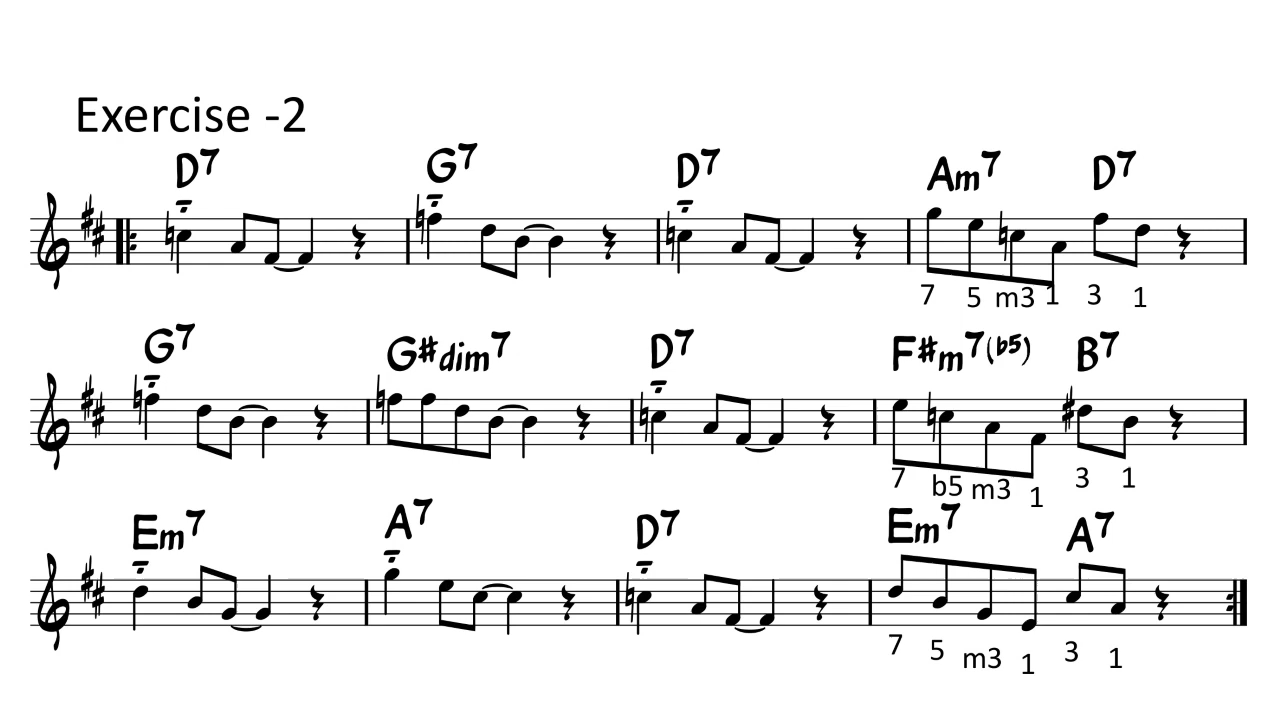 Exercise -2
D7 G7 D7 Am7 D7
7 5 m3 1 3 1
G7 G#dim7 D7 F#m7(b5) B7
7 b5 m3 1 3 1
Em7 A7 D7 Em7 A7
7 5 m3 1 3 1